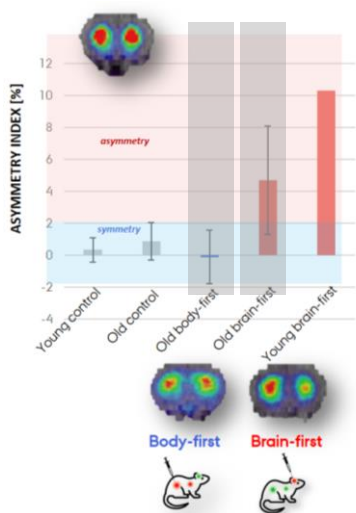 ASYMMETRY INDEX [%]
12
10
8
6
4
2
0
-2
-4
asymmetry
symmetry
Young control
Old control
Old body-first
Old brain-first
Young brain-first
Body-first
Brain-first